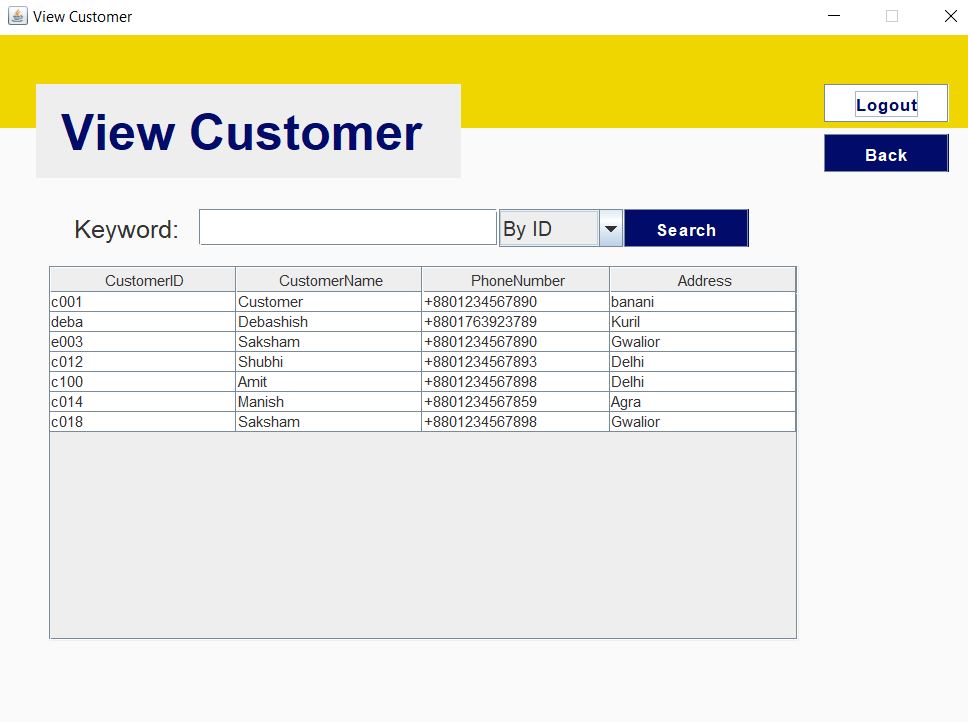 View Customer
View Customer
Logout
Back
Keyword: By ID Search
CustomerID CustomerName PhoneNumber Address
c001 Customer +8801234567890 banani
deba Debashish +8801763923789 Kuril
e003 Saksham +8801234567890 Gwalior
c012 Shubhi +8801234567893 Delhi
c100 Amit +8801234567898 Delhi
c014 Manish +8801234567859 Agra
c018 Saksham +8801234567898 Gwalior